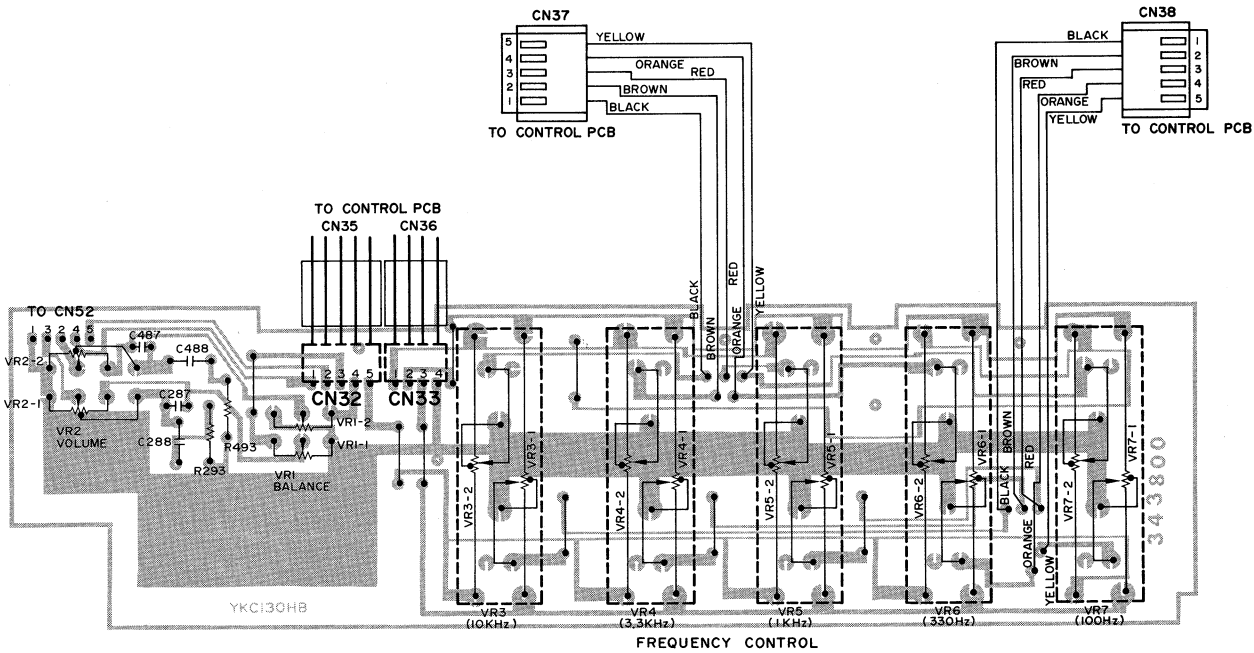 CN37
5 YELLOW
4 ORANGE
3 RED
2 BROWN
1 BLACK
TO CONTROL PCB
CN38
BLACK 1
BROWN 2
RED 3
ORANGE 4
YELLOW 5
TO CONTROL PCB
TO CONTROL PCB
CN35 CN36
BLACK
BROWN
RED
ORANGE
YELLOW
TO CN52
1 3 2 4 5
C487
C488
VR2-2
VR2-1
VR2
VOLUME
C287
C288
R293
R493
1 2 3 4 5
CN32
1 2 3 4
CN33
VR1-2
VR1-1
VR1
BALANCE
VR3-1
VR3-2
VR4-1
VR4-2
VR5-1
VR5-2
VR6-1
VR6-2
BLACK
BROWN
RED
ORANGE
YELLOW
VR7-1
VR7-2
343800
YKC130HB
VR3
(10KHz)
VR4
(3,3KHz)
VR5
(1KHz)
VR6
(330Hz)
VR7
(100Hz)
FREQUENCY CONTROL